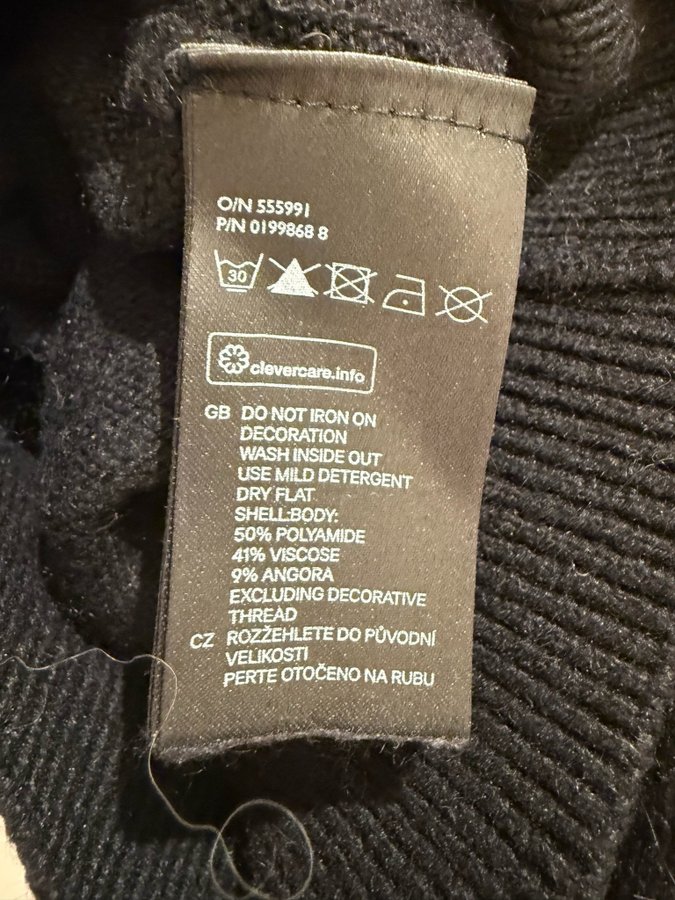 O/N 555991
P/N 0199868 8
30
clevercare.info
GB DO NOT IRON ON
DECORATION
WASH INSIDE OUT
USE MILD DETERGENT
DRY FLAT
SHELL:BODY:
50% POLYAMIDE
41% VISCOSE
9% ANGORA
EXCLUDING DECORATIVE
THREAD
CZ ROZŽEHLETE DO PŮVODNÍ
VELIKOSTI
PERTE OTOČENO NA RUBU